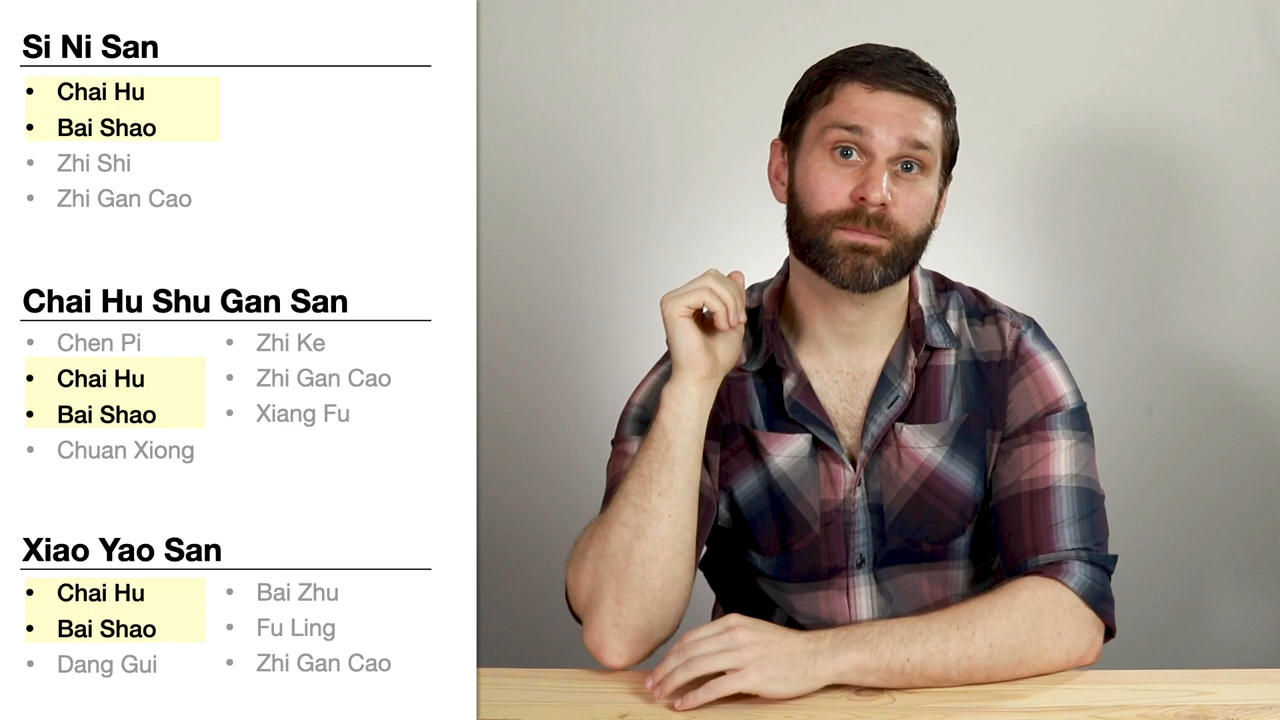 Si Ni San
• Chai Hu
• Bai Shao
• Zhi Shi
• Zhi Gan Cao
Chai Hu Shu Gan San
• Chen Pi
• Chai Hu
• Bai Shao
• Chuan Xiong
• Zhi Ke
• Zhi Gan Cao
• Xiang Fu
Xiao Yao San
• Chai Hu
• Bai Shao
• Dang Gui
• Bai Zhu
• Fu Ling
• Zhi Gan Cao